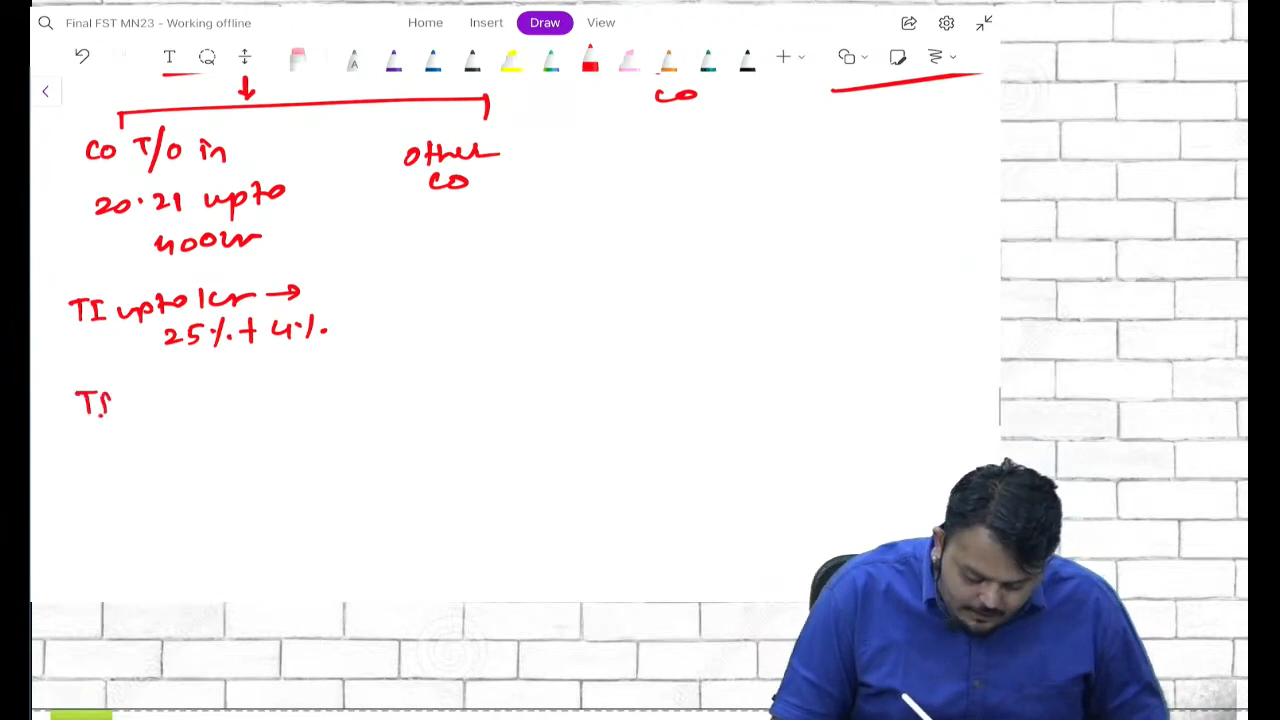 Final FST MN23 - Working offline
Home Insert Draw View
co
co T/O in
20.21 upto
400cr
other
co
TI upto 1cr →
25%+4%.